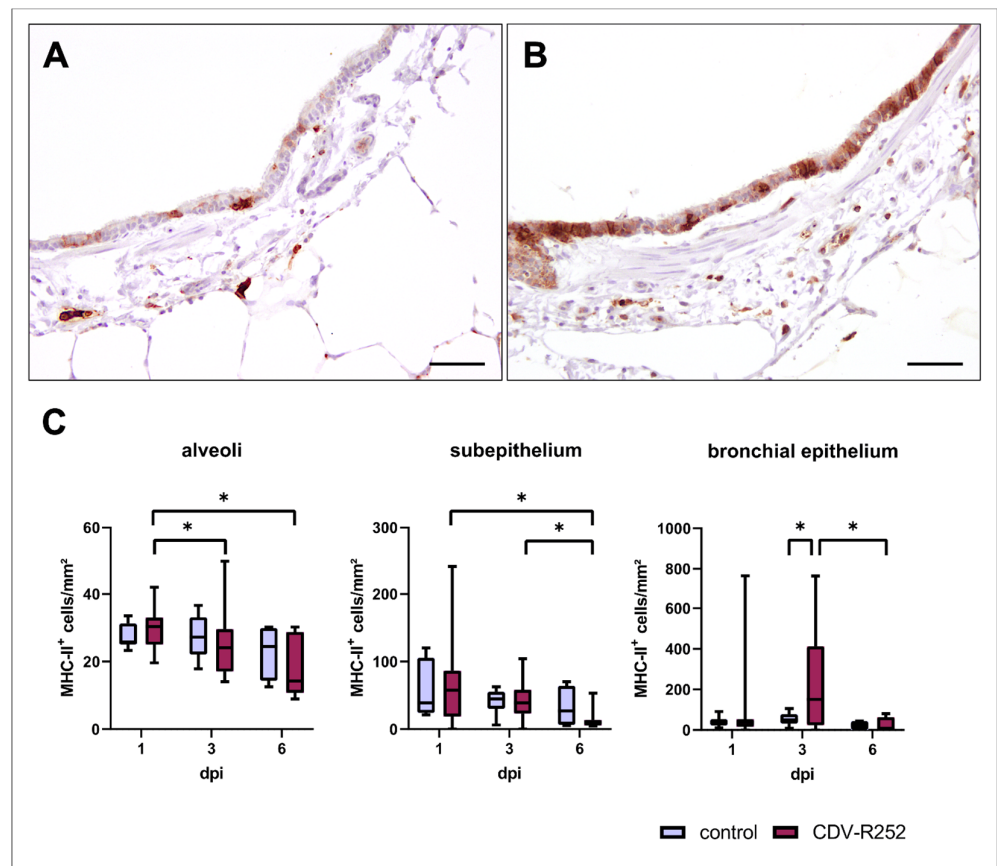 A
B
C
alveoli
MHC-II⁺ cells/mm²
60
40
20
0
*
*
1 3 6
dpi
subepithelium
MHC-II⁺ cells/mm²
300
200
100
0
*
*
1 3 6
dpi
bronchial epithelium
MHC-II⁺ cells/mm²
1000
800
600
400
200
0
* *
1 3 6
dpi
control CDV-R252